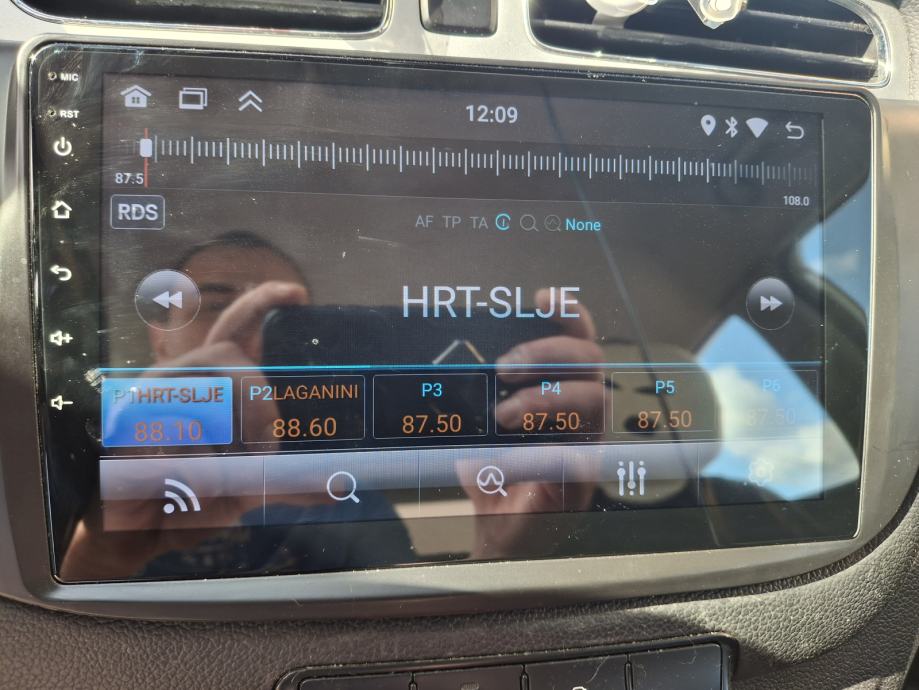 MIC
12:09
RST
87.5
108.0
RDS
AF TP TA None
HRT-SLJE
P1HRT-SLJE P2LAGANINI P3 P4 P5 P6
88.10 88.60 87.50 87.50 87.50 87.50